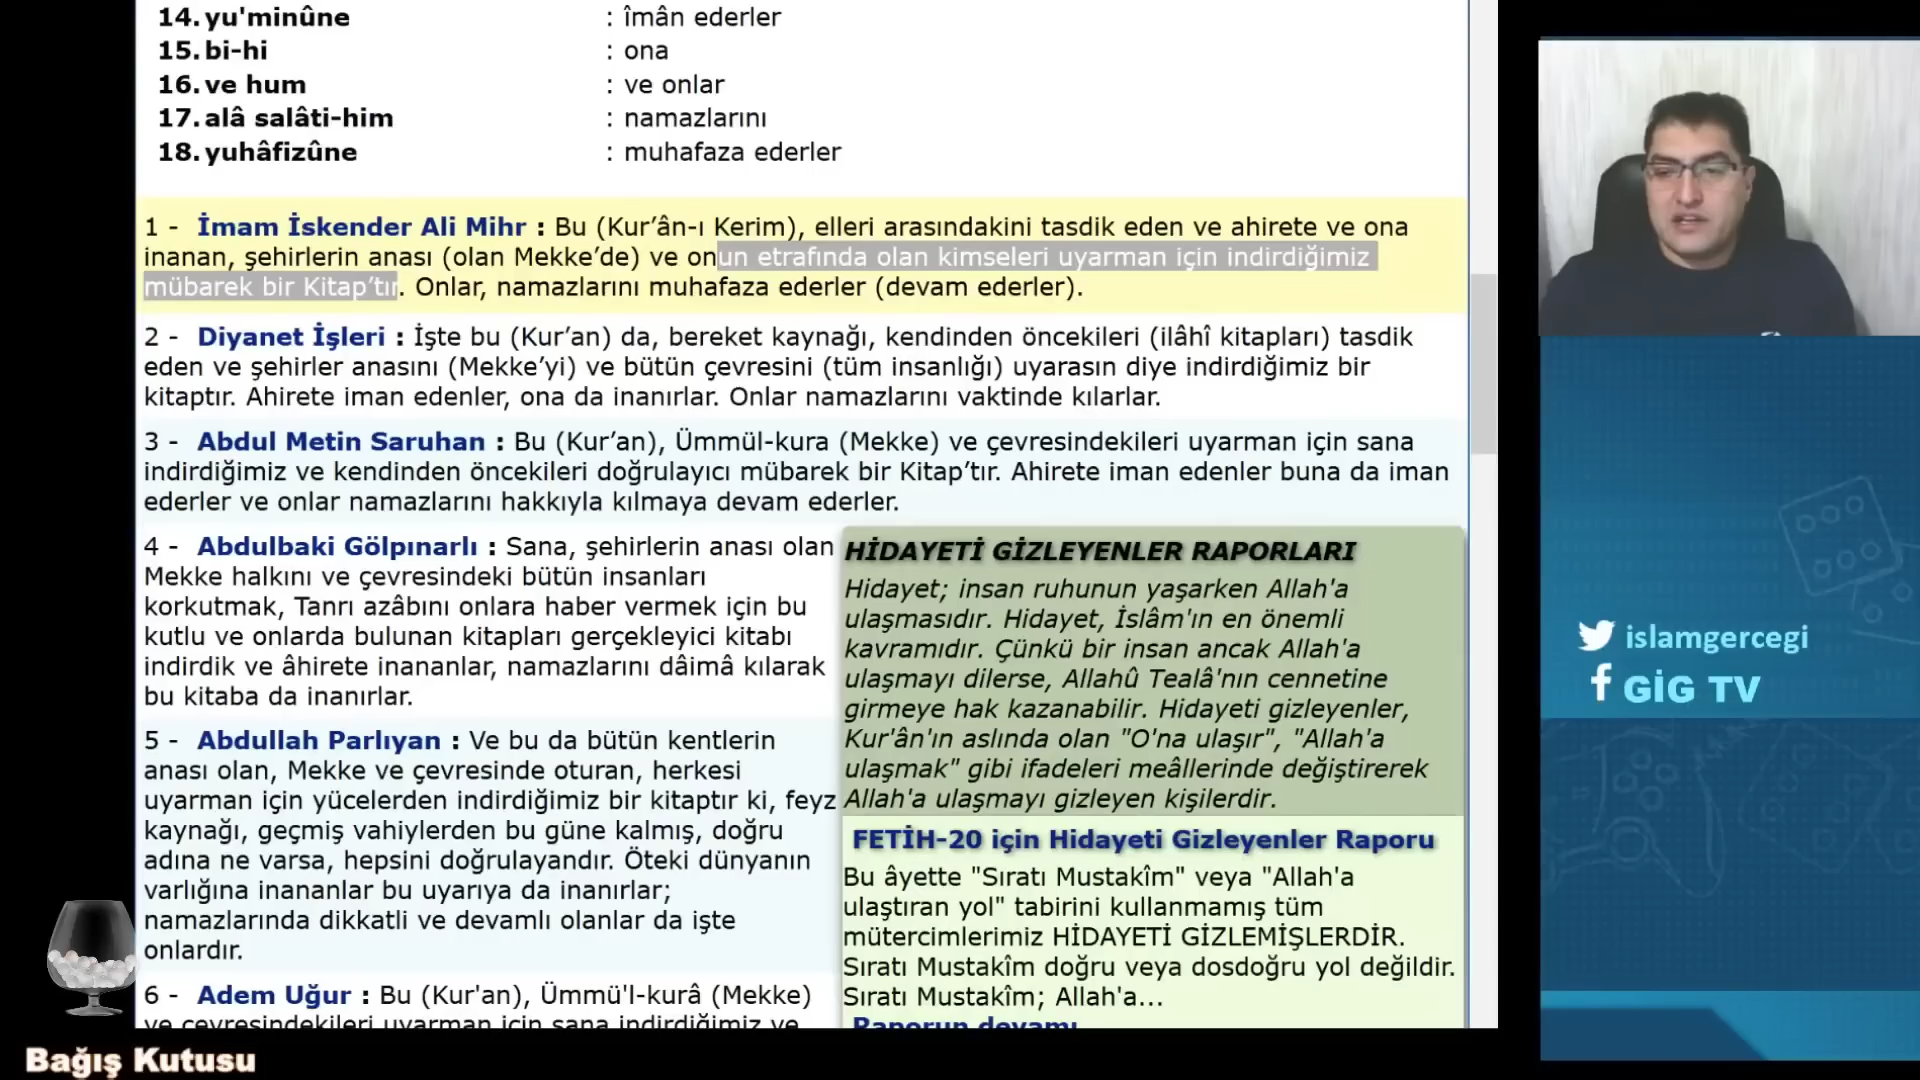 14. yu'minûne : îmân ederler
15. bi-hi : ona
16. ve hum : ve onlar
17. alâ salâti-him : namazlarını
18. yuhâfizûne : muhafaza ederler
1 - İmam İskender Ali Mihr : Bu (Kur’ân-ı Kerim), elleri arasındakini tasdik eden ve ahirete ve ona
inanan, şehirlerin anası (olan Mekke’de) ve onun etrafında olan kimseleri uyarman için indirdiğimiz
mübarek bir Kitap’tır. Onlar, namazlarını muhafaza ederler (devam ederler).
2 - Diyanet İşleri : İşte bu (Kur’an) da, bereket kaynağı, kendinden öncekileri (ilâhî kitapları) tasdik
eden ve şehirler anasını (Mekke’yi) ve bütün çevresini (tüm insanlığı) uyarasın diye indirdiğimiz bir
kitaptır. Ahirete iman edenler, ona da inanırlar. Onlar namazlarını vaktinde kılarlar.
3 - Abdul Metin Saruhan : Bu (Kur’an), Ümmül-kura (Mekke) ve çevresindekileri uyarman için sana
indirdiğimiz ve kendinden öncekileri doğrulayıcı mübarek bir Kitap’tır. Ahirete iman edenler buna da iman
ederler ve onlar namazlarını hakkıyla kılmaya devam ederler.
4 - Abdulbaki Gölpınarlı : Sana, şehirlerin anası olan
Mekke halkını ve çevresindeki bütün insanları
korkutmak, Tanrı azâbını onlara haber vermek için bu
kutlu ve onlarda bulunan kitapları gerçekleyici kitabı
indirdik ve âhirete inananlar, namazlarını dâimâ kılarak
bu kitaba da inanırlar.
5 - Abdullah Parlıyan : Ve bu da bütün kentlerin
anası olan, Mekke ve çevresinde oturan, herkesi
uyarman için yücelerden indirdiğimiz bir kitaptır ki, feyz
kaynağı, geçmiş vahiylerden bu güne kalmış, doğru
adına ne varsa, hepsini doğrulayandır. Öteki dünyanın
varlığına inananlar bu uyarıya da inanırlar;
namazlarında dikkatli ve devamlı olanlar da işte
onlardır.
6 - Adem Uğur : Bu (Kur'an), Ümmü'l-kurâ (Mekke)
ve çevresindekileri uyarman için sana indirdiğimiz ve
HİDAYETİ GİZLEYENLER RAPORLARI
Hidayet; insan ruhunun yaşarken Allah'a
ulaşmasıdır. Hidayet, İslâm'ın en önemli
kavramıdır. Çünkü bir insan ancak Allah'a
ulaşmayı dilerse, Allahû Tealâ'nın cennetine
girmeye hak kazanabilir. Hidayeti gizleyenler,
Kur'ân'ın aslında olan "O'na ulaşır", "Allah'a
ulaşmak" gibi ifadeleri meâllerinde değiştirerek
Allah'a ulaşmayı gizleyen kişilerdir.
FETİH-20 için Hidayeti Gizleyenler Raporu
Bu âyette "Sıratı Mustakîm" veya "Allah'a
ulaştıran yol" tabirini kullanmamış tüm
mütercimlerimiz HİDAYETİ GİZLEMİŞLERDİR.
Sıratı Mustakîm doğru veya dosdoğru yol değildir.
Sıratı Mustakîm; Allah'a...
Raporun devamı
islamgercegi
GİG TV
Bağış Kutusu